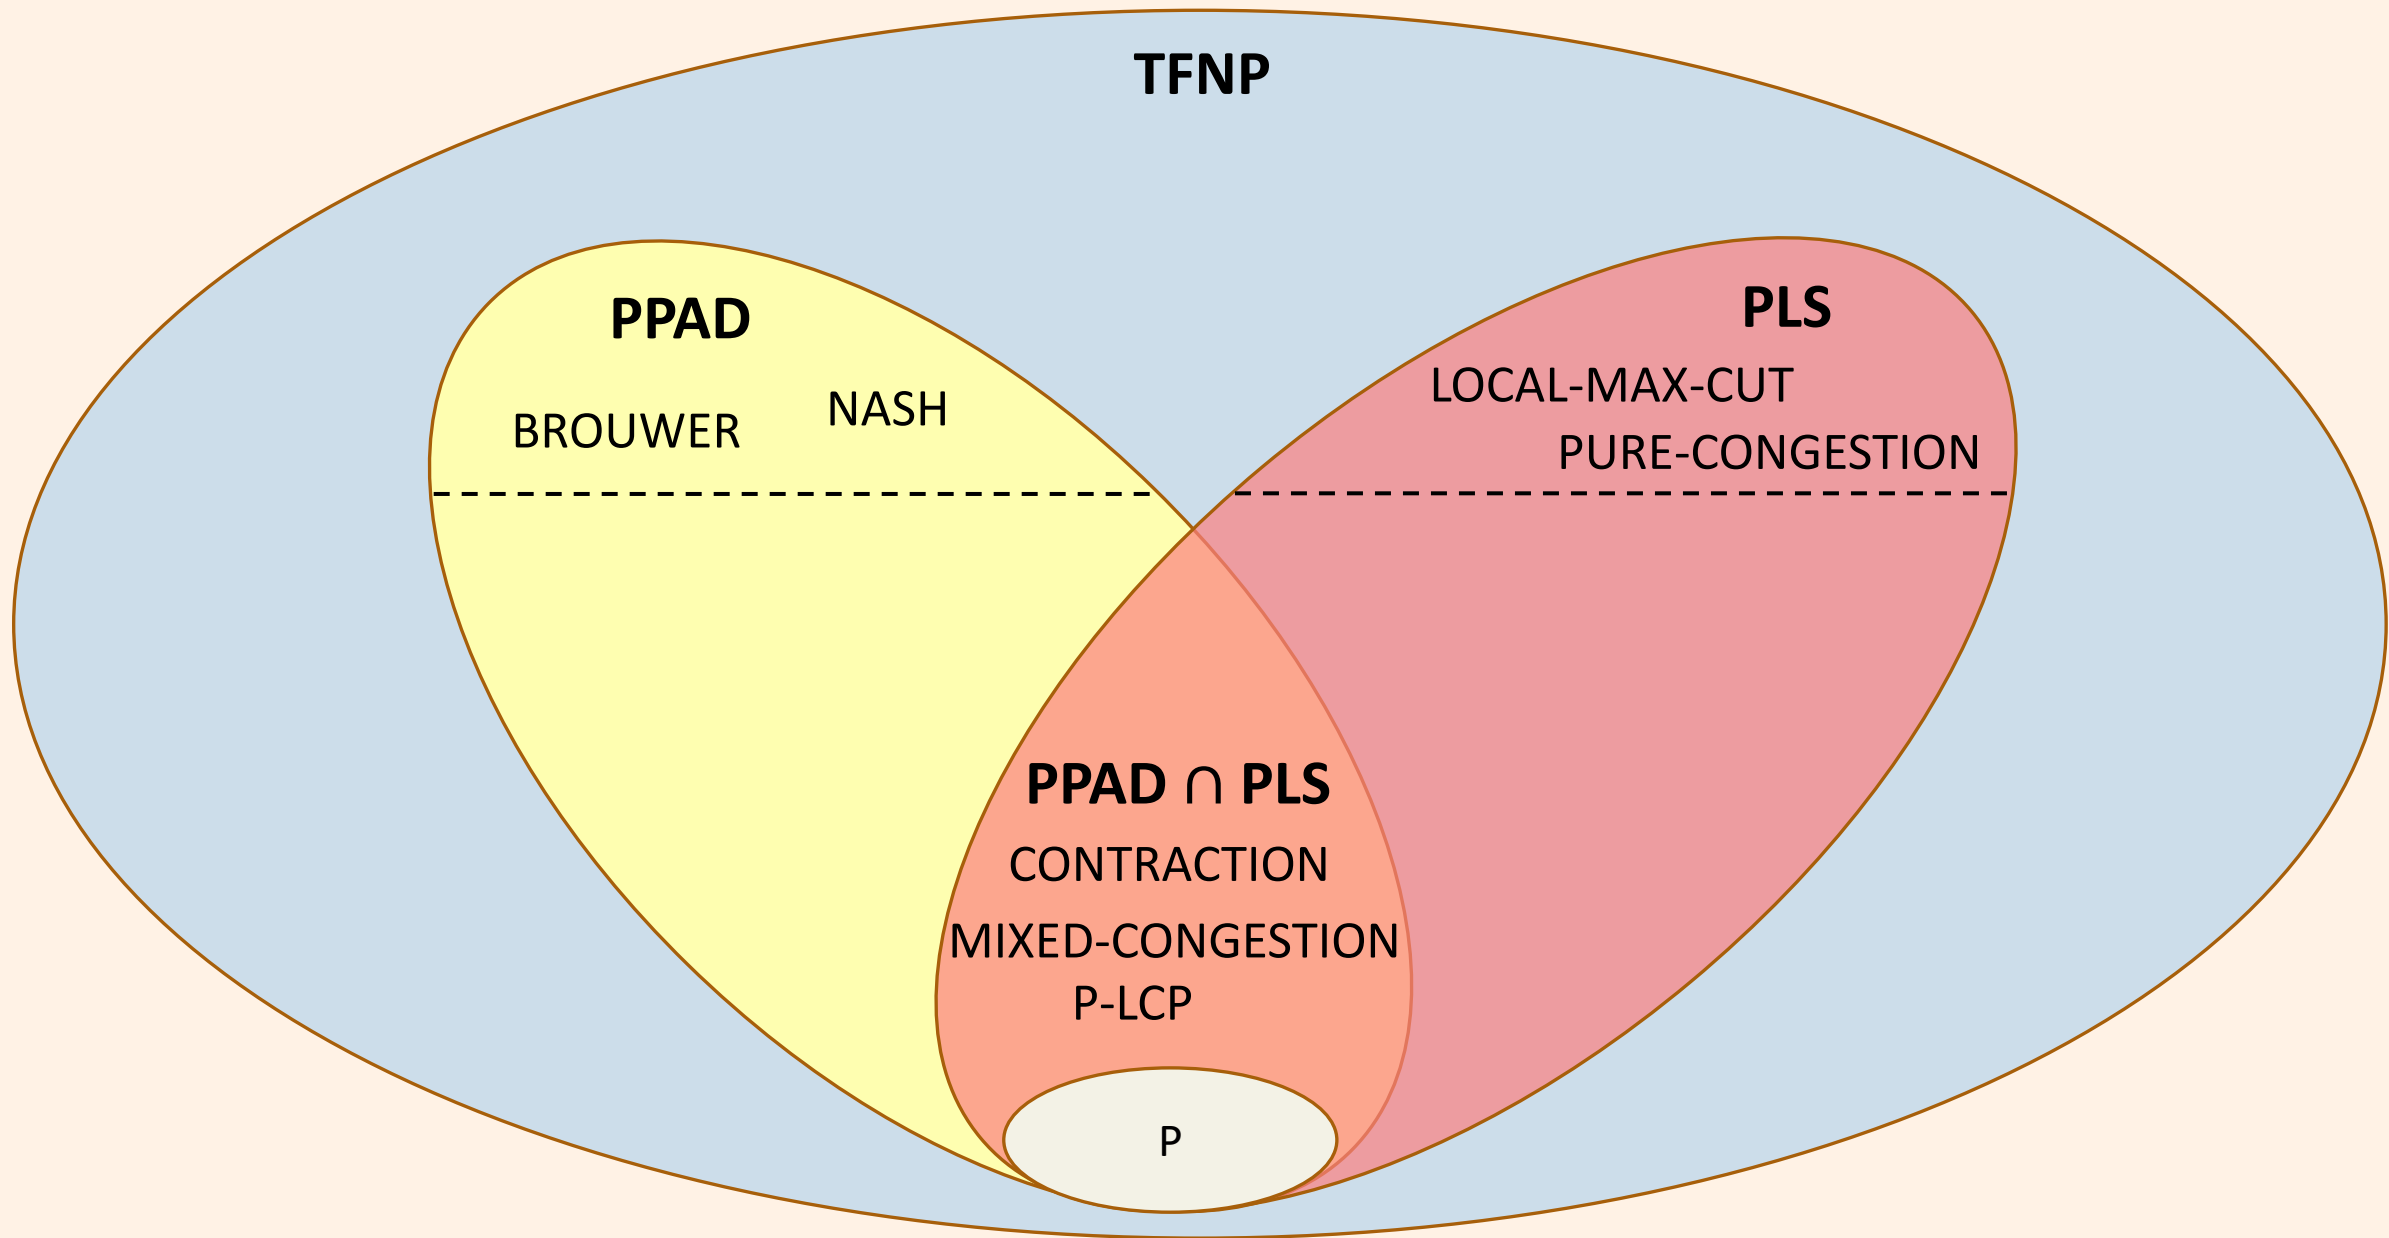 TFNP
PPAD
BROUWER
NASH
PLS
LOCAL-MAX-CUT
PURE-CONGESTION
PPAD ∩ PLS
CONTRACTION
MIXED-CONGESTION
P-LCP
P